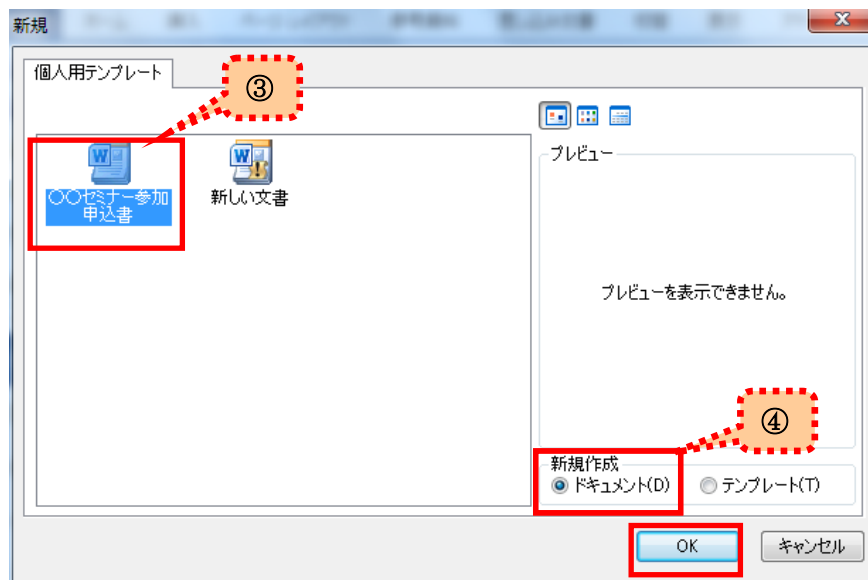 新規
個人用テンプレート
③
〇〇セミナー参加
申込書
新しい文書
プレビュー
プレビューを表示できません。
④
新規作成
ドキュメント(D)
テンプレート(T)
OK
キャンセル